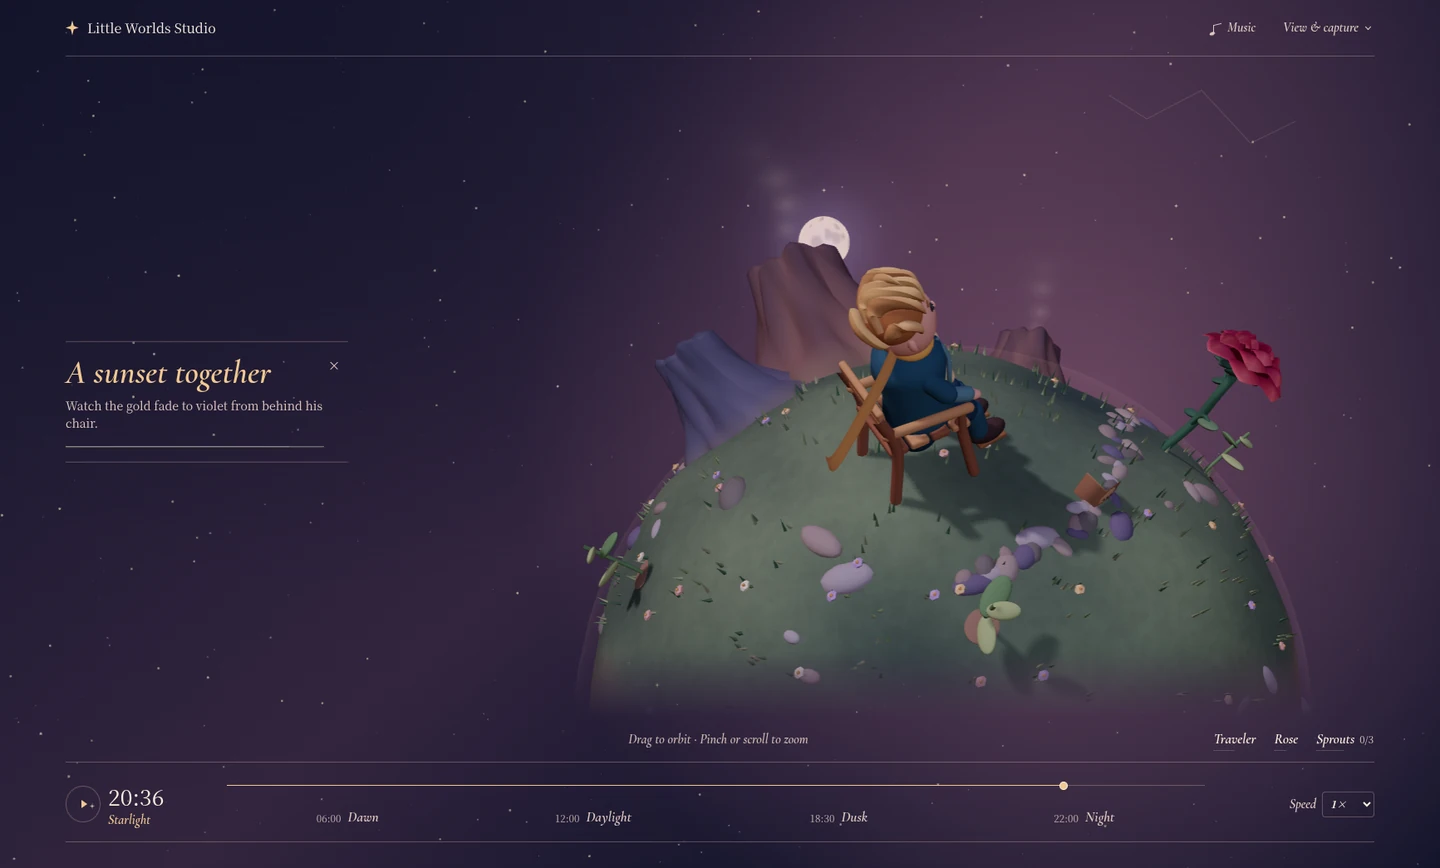 Little Worlds Studio
Music
View & capture
A sunset together
×
Watch the gold fade to violet from behind his
chair.
Drag to orbit · Pinch or scroll to zoom
Traveler
Rose
Sprouts 0/3
20:36
Starlight
06:00 Dawn
12:00 Daylight
18:30 Dusk
22:00 Night
Speed
1×